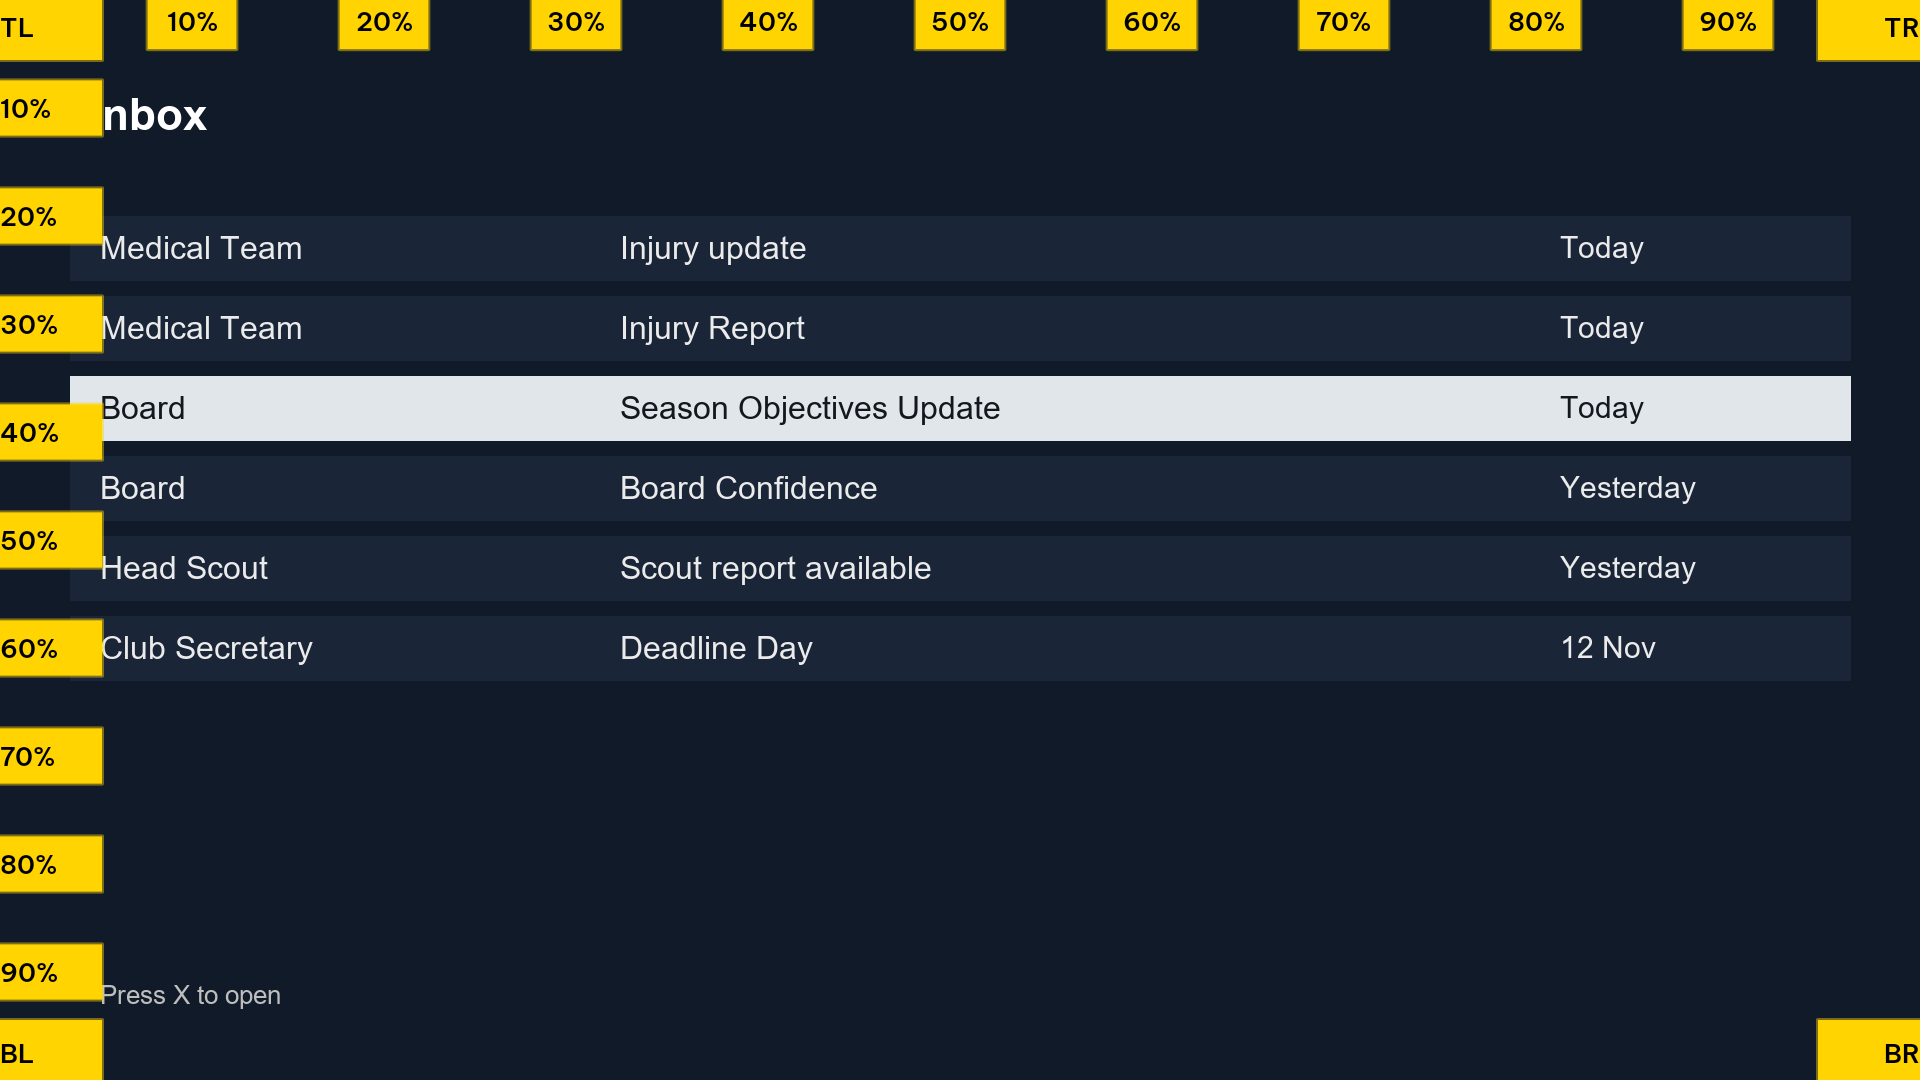 TL 10% 20% 30% 40% 50% 60% 70% 80% 90% TR
10% nbox
20%
Medical Team Injury update Today
30% Medical Team Injury Report Today
Board Season Objectives Update Today
40%
Board Board Confidence Yesterday
50%
Head Scout Scout report available Yesterday
60% Club Secretary Deadline Day 12 Nov
70%
80%
90%
Press X to open
BL BR